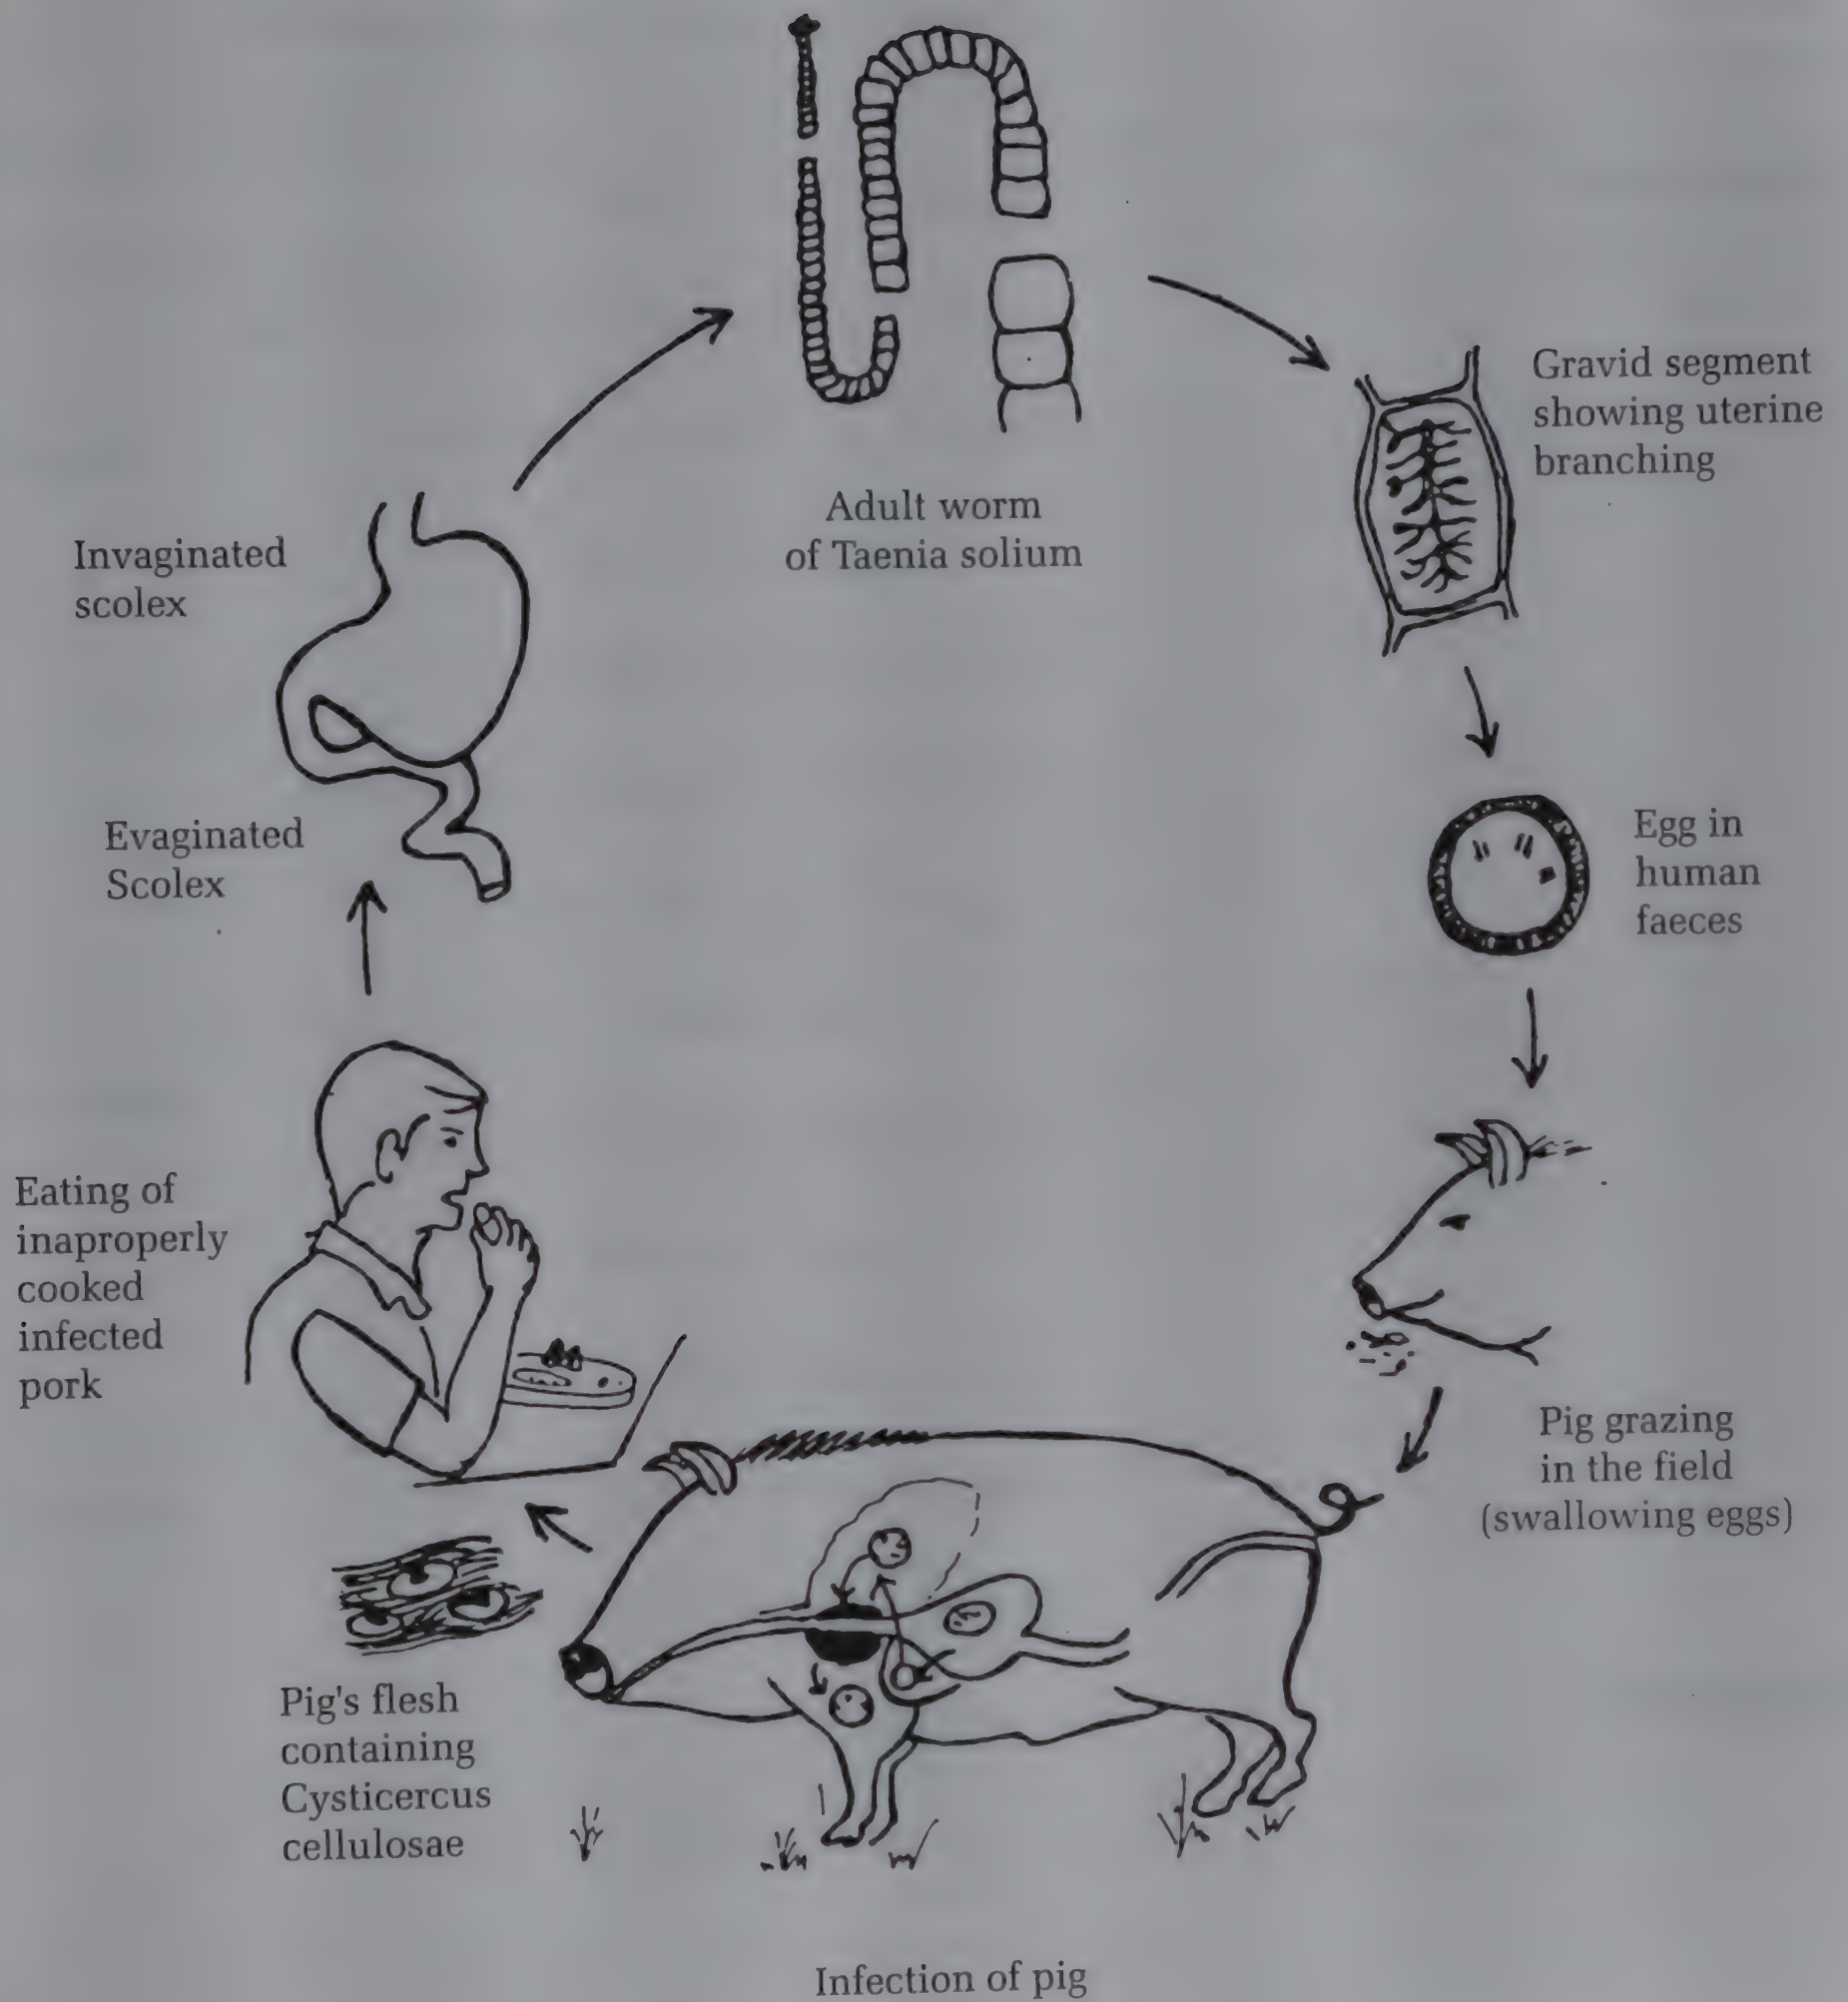 Adult worm
of Taenia solium
Gravid segment
showing uterine
branching
Egg in
human
faeces
Pig grazing
in the field
(swallowing eggs)
Infection of pig
Pig's flesh
containing
Cysticercus
cellulosae
Eating of
inaproperly
cooked
infected
pork
Evaginated
Scolex
Invaginated
scolex